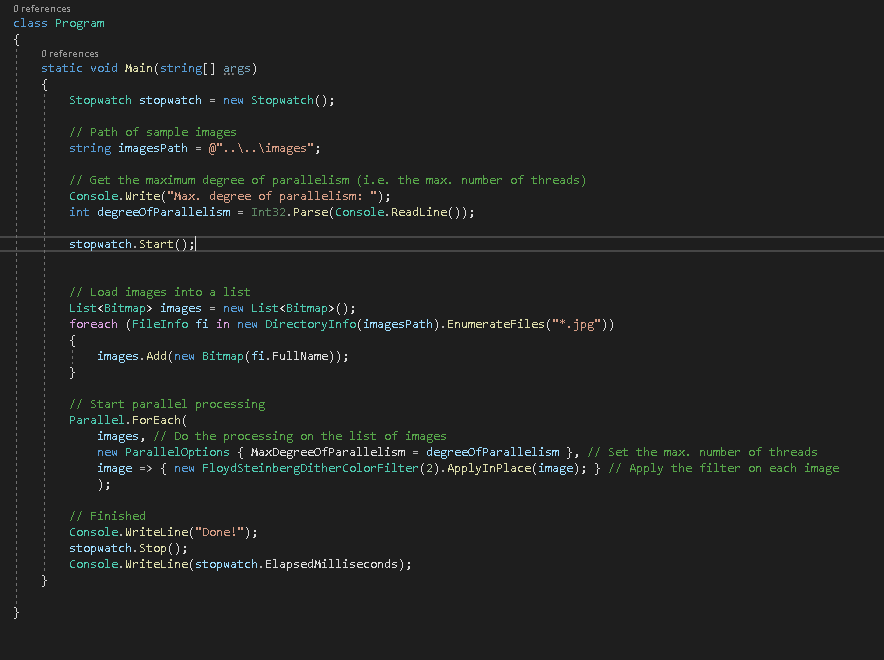 0 references
class Program
{
0 references
static void Main(string[] args)
{
Stopwatch stopwatch = new Stopwatch();
// Path of sample images
string imagesPath = @"..\..\images";
// Get the maximum degree of parallelism (i.e. the max. number of threads)
Console.Write("Max. degree of parallelism: ");
int degreeOfParallelism = Int32.Parse(Console.ReadLine());
stopwatch.Start();
// Load images into a list
List<Bitmap> images = new List<Bitmap>();
foreach (FileInfo fi in new DirectoryInfo(imagesPath).EnumerateFiles("*.jpg"))
{
images.Add(new Bitmap(fi.FullName));
}
// Start parallel processing
Parallel.ForEach(
images, // Do the processing on the list of images
new ParallelOptions { MaxDegreeOfParallelism = degreeOfParallelism }, // Set the max. number of threads
image => { new FloydSteinbergDitherColorFilter(2).ApplyInPlace(image); } // Apply the filter on each image
);
// Finished
Console.WriteLine("Done!");
stopwatch.Stop();
Console.WriteLine(stopwatch.ElapsedMilliseconds);
}
}